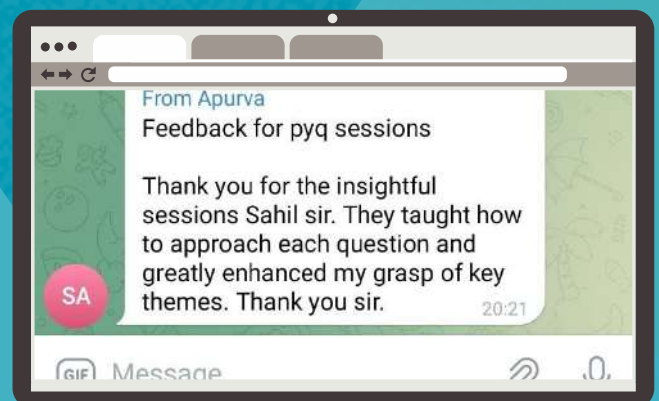 From Apurva
Feedback for pyq sessions
Thank you for the insightful
sessions Sahil sir. They taught how
to approach each question and
greatly enhanced my grasp of key
themes. Thank you sir.
20:21
SA
GIF Message